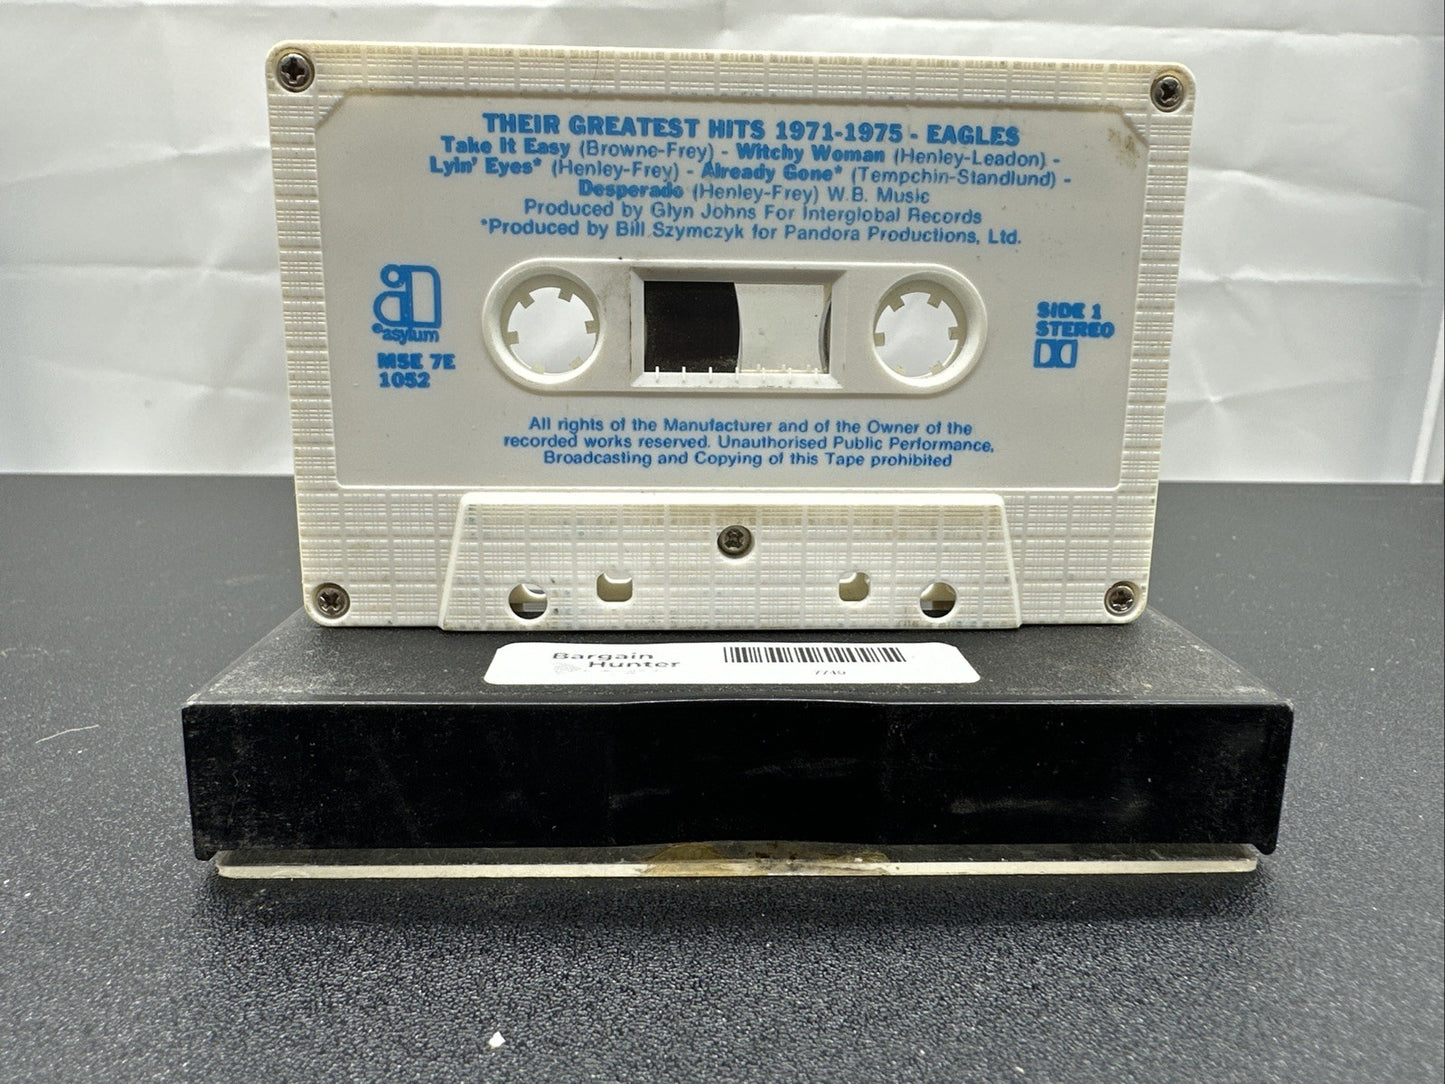 THEIR GREATEST HITS 1971-1975 - EAGLES
Take It Easy (Browne-Frey) - Witchy Woman (Henley-Leadon) -
Lyin' Eyes* (Henley-Frey) - Already Gone* (Tempchin-Standlund) -
Desperado (Henley-Frey) W.B. Music
Produced by Glyn Johns For Interglobal Records
*Produced by Bill Szymczyk for Pandora Productions, Ltd.
asylum
MSE 7E
1052
SIDE 1
STEREO
All rights of the Manufacturer and of the Owner of the
recorded works reserved. Unauthorised Public Performance,
Broadcasting and Copying of this Tape prohibited
Bargain
Hunter